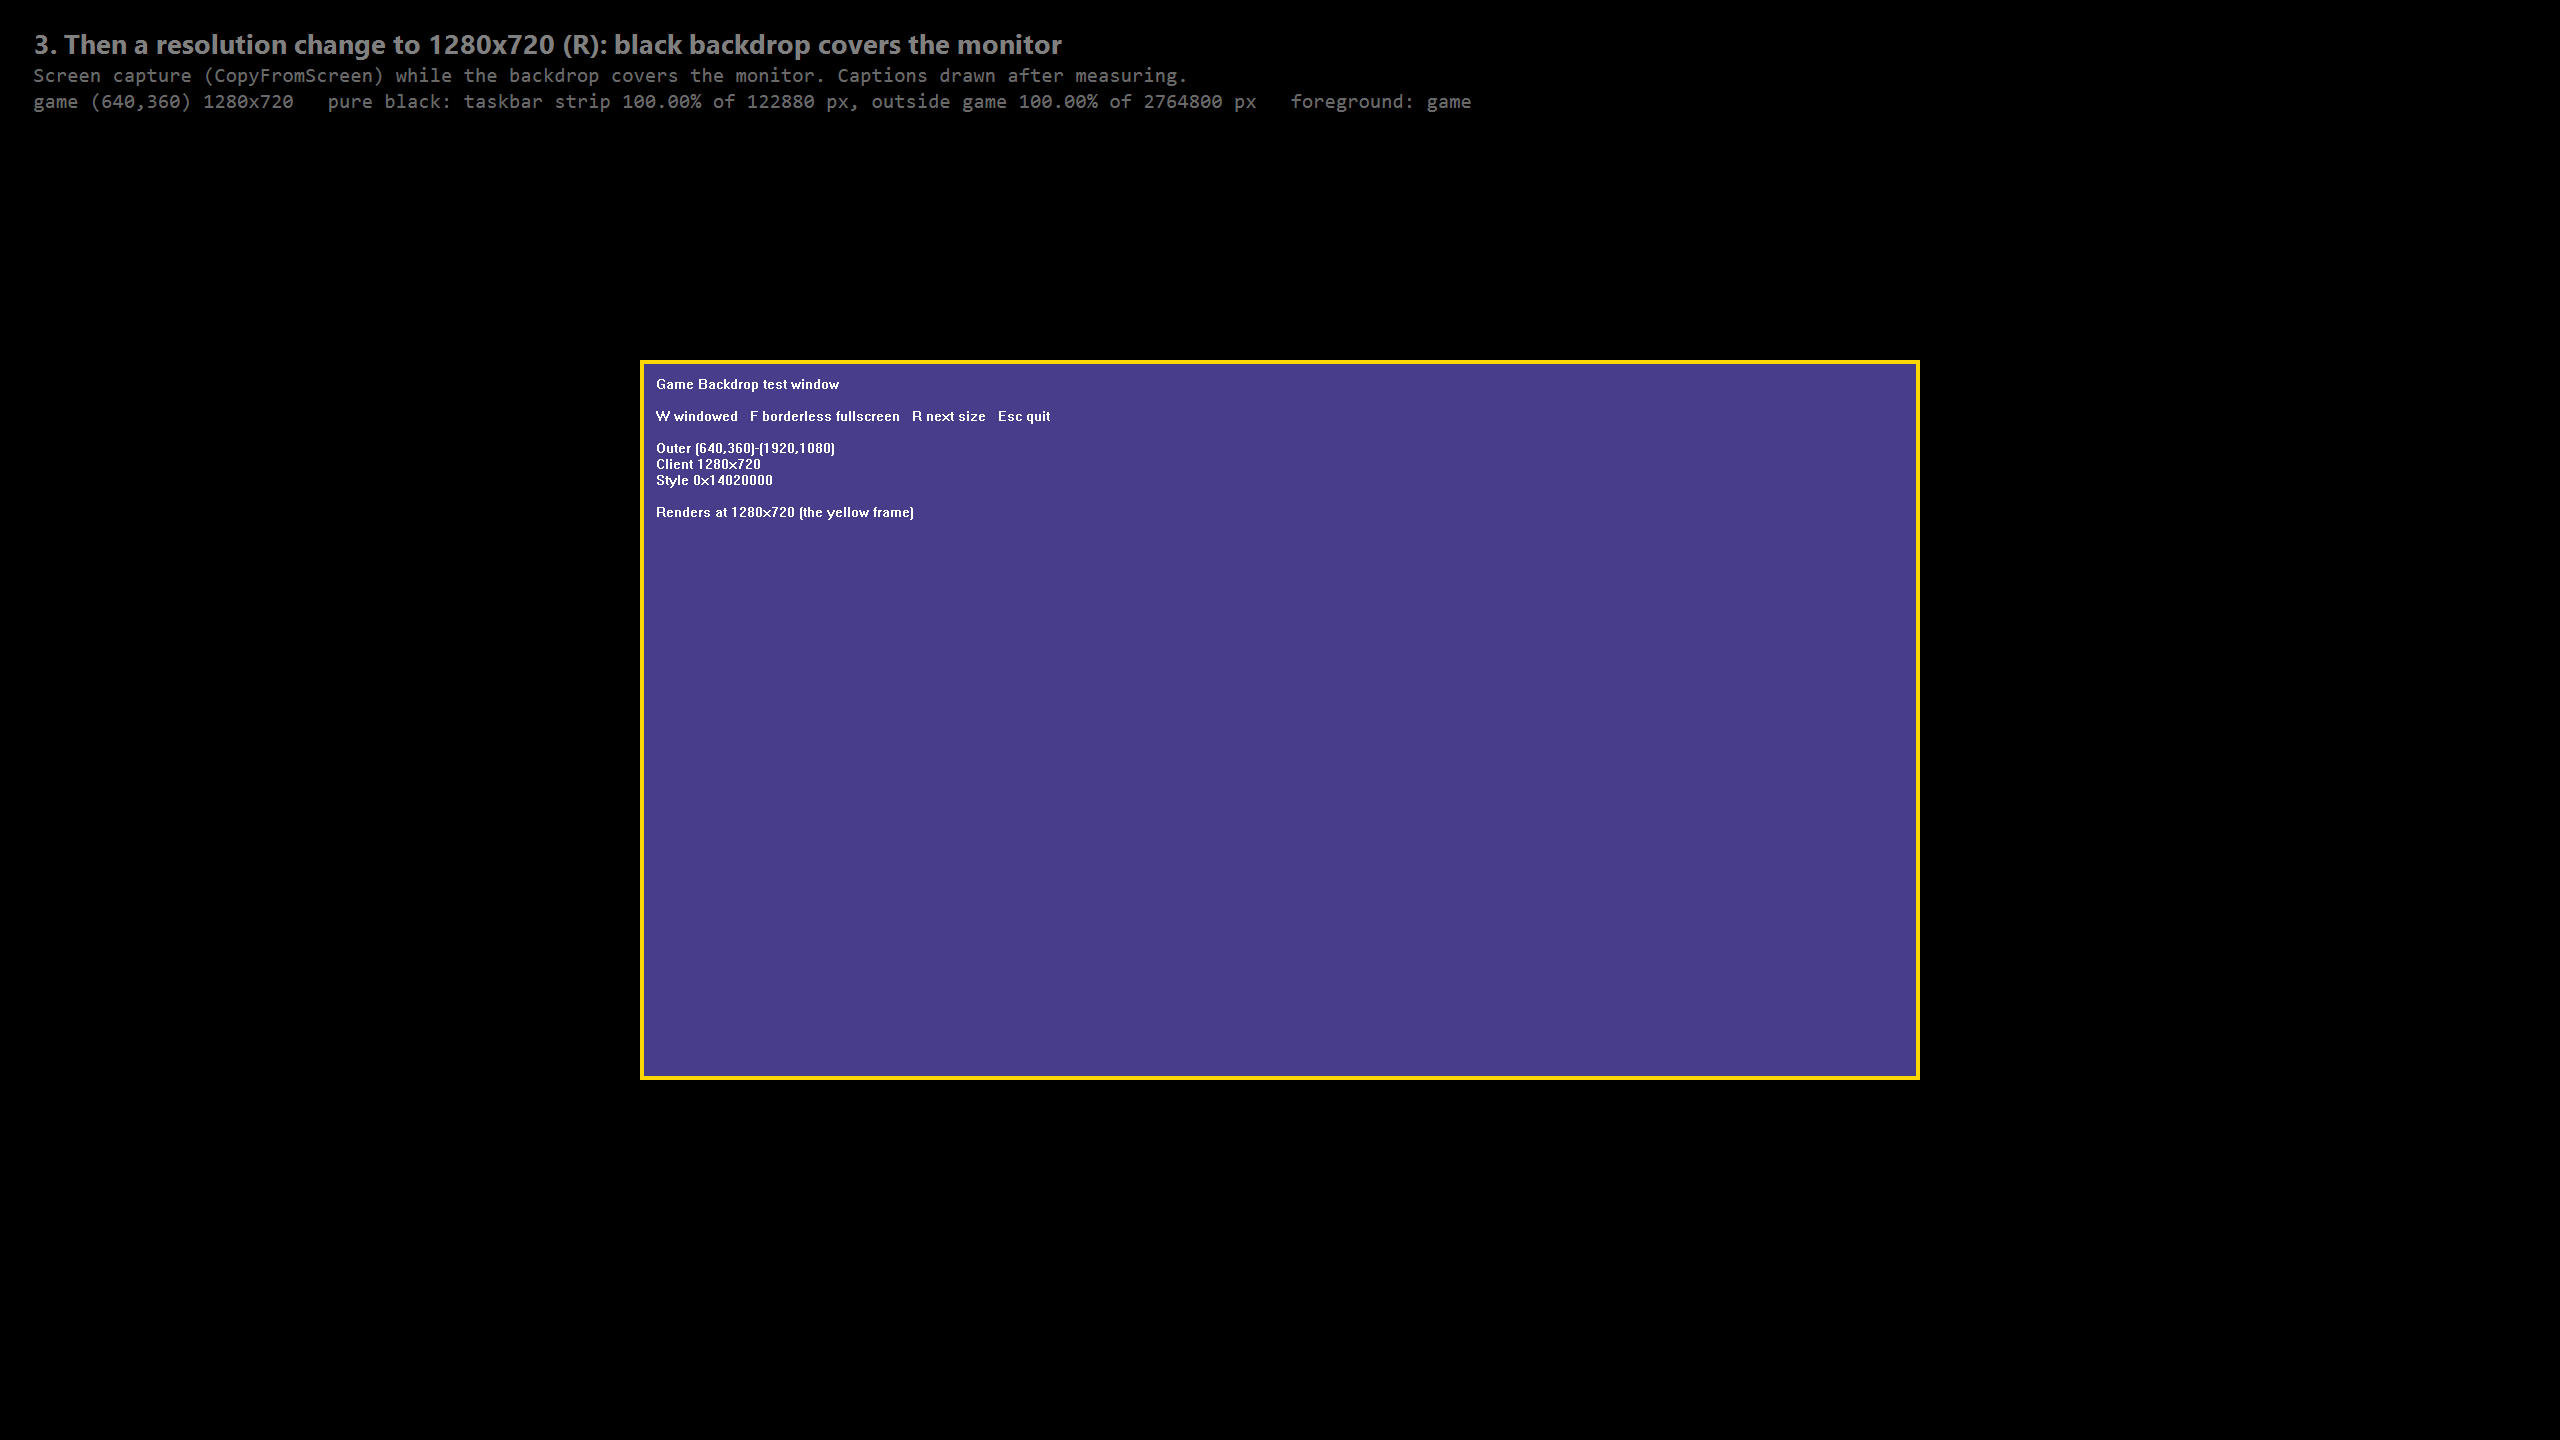 3. Then a resolution change to 1280x720 (R): black backdrop covers the monitor
Screen capture (CopyFromScreen) while the backdrop covers the monitor. Captions drawn after measuring.
game (640,360) 1280x720   pure black: taskbar strip 100.00% of 122880 px, outside game 100.00% of 2764800 px   foreground: game
Game Backdrop test window
W windowed   F borderless fullscreen   R next size   Esc quit
Outer (640,360)-(1920,1080)
Client 1280x720
Style 0x14020000
Renders at 1280x720 (the yellow frame)